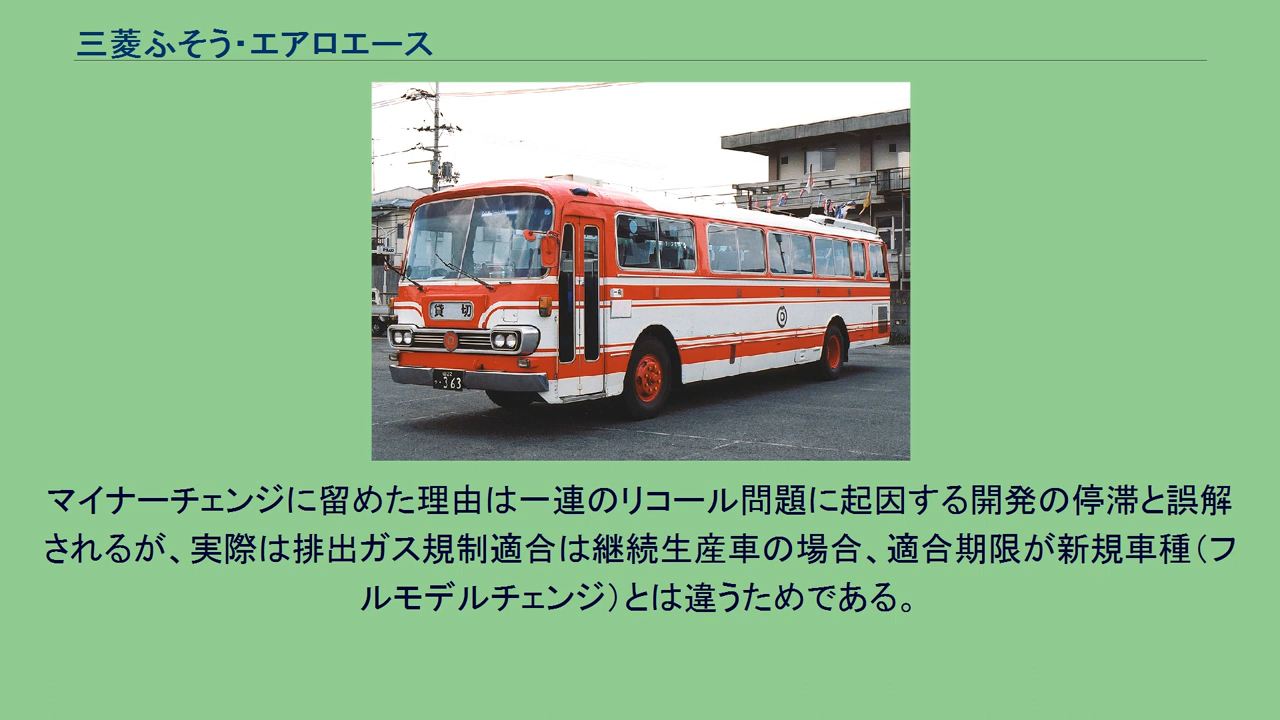 三菱ふそう・エアロエース
貸切
363
マイナーチェンジに留めた理由は一連のリコール問題に起因する開発の停滞と誤解
されるが、実際は排出ガス規制適合は継続生産車の場合、適合期限が新規車種（フ
ルモデルチェンジ）とは違うためである。